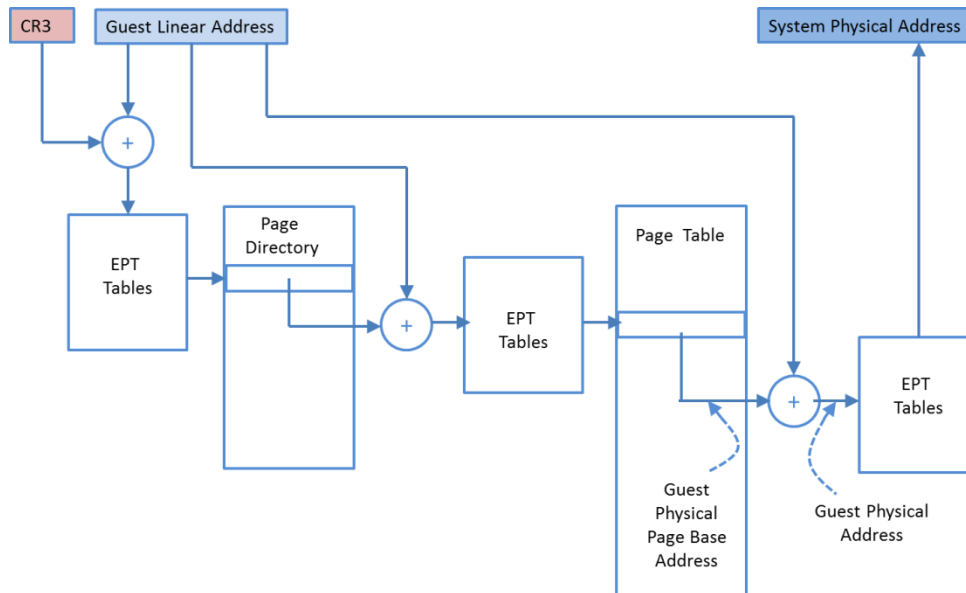 CR3
Guest Linear Address
System Physical Address
+
Page
Directory
EPT
Tables
+
Page Table
EPT
Tables
+
EPT
Tables
Guest
Physical
Page Base
Address
Guest Physical
Address